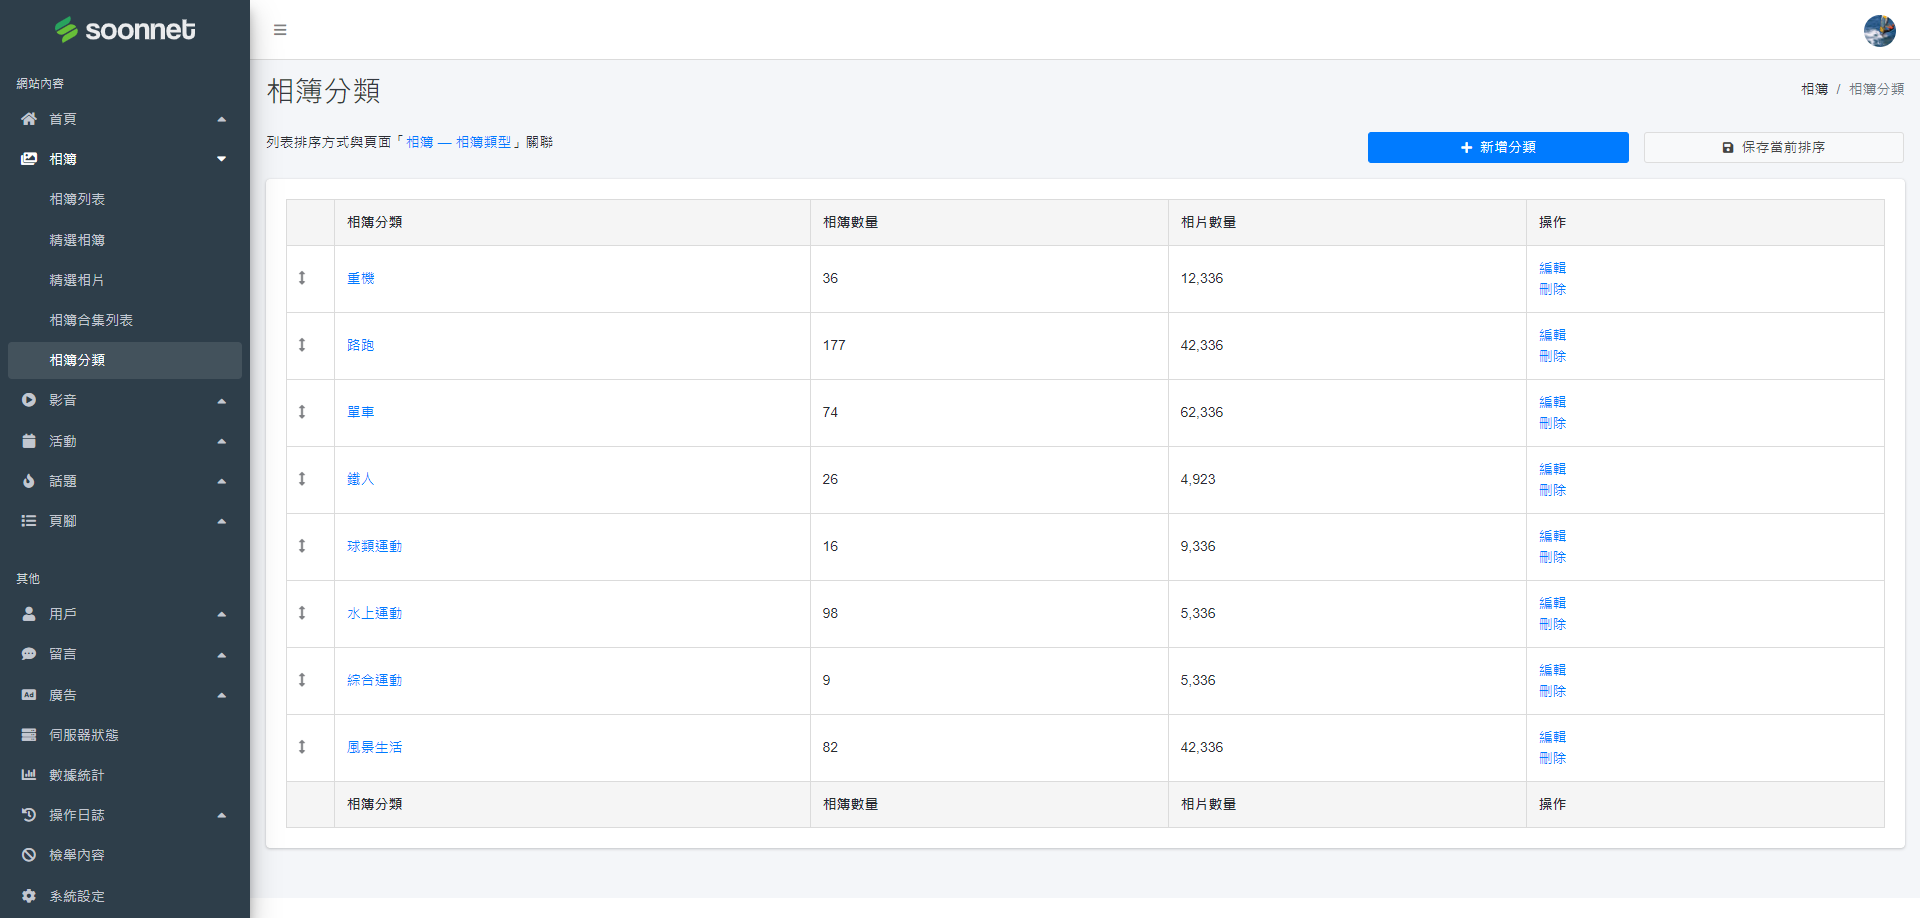 soonnet
網站內容
首頁
相簿
相簿列表
精選相簿
精選相片
相簿合集列表
相簿分類
影音
活動
話題
頁腳
其他
用戶
留言
Ad 廣告
伺服器狀態
數據統計
操作日誌
檢舉內容
系統設定
相簿分類
相簿 / 相簿分類
列表排序方式與頁面「相簿 — 相簿類型」關聯
新增分類
保存當前排序
相簿分類 相簿數量 相片數量 操作
重機 36 12,336 編輯
刪除
路跑 177 42,336 編輯
刪除
單車 74 62,336 編輯
刪除
鐵人 26 4,923 編輯
刪除
球類運動 16 9,336 編輯
刪除
水上運動 98 5,336 編輯
刪除
綜合運動 9 5,336 編輯
刪除
風景生活 82 42,336 編輯
刪除
相簿分類 相簿數量 相片數量 操作